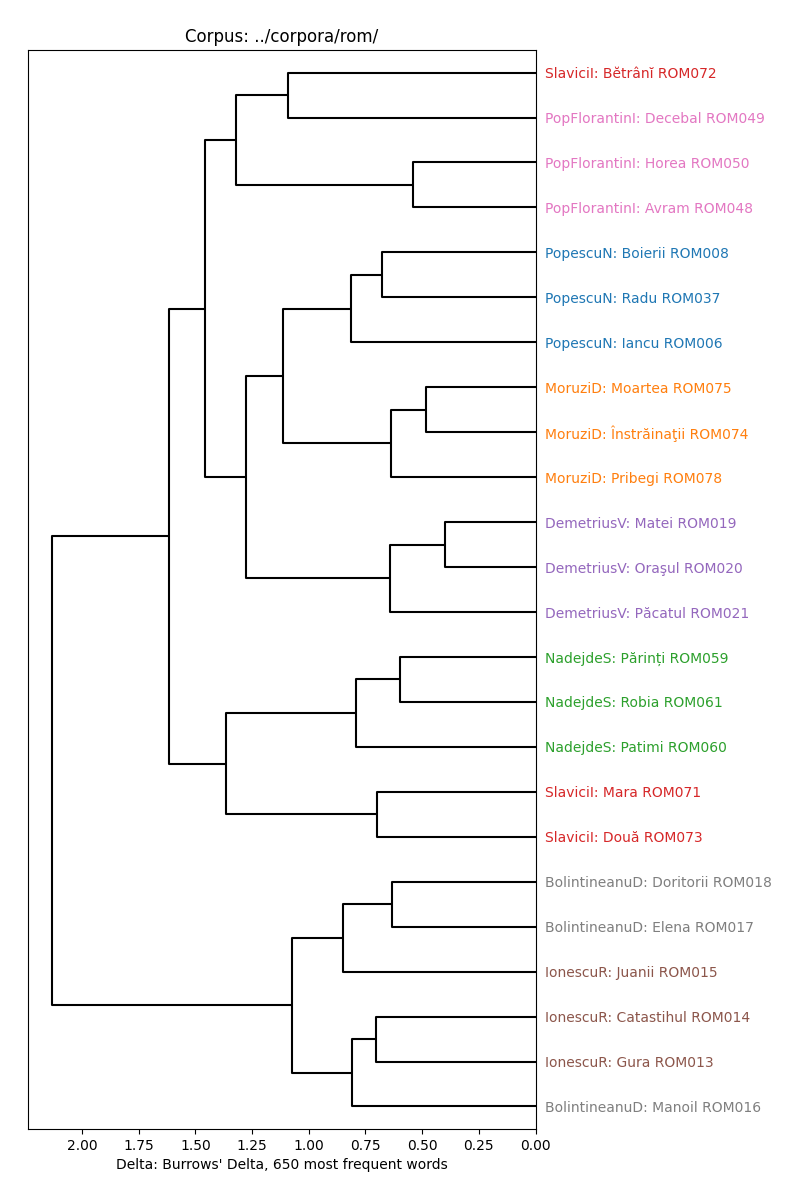 Corpus: ../corpora/rom/
SlaviciI: Bĕtrânĭ ROM072
PopFlorantinI: Decebal ROM049
PopFlorantinI: Horea ROM050
PopFlorantinI: Avram ROM048
PopescuN: Boierii ROM008
PopescuN: Radu ROM037
PopescuN: Iancu ROM006
MoruziD: Moartea ROM075
MoruziD: Înstrăinaţii ROM074
MoruziD: Pribegi ROM078
DemetriusV: Matei ROM019
DemetriusV: Oraşul ROM020
DemetriusV: Păcatul ROM021
NadejdeS: Părinți ROM059
NadejdeS: Robia ROM061
NadejdeS: Patimi ROM060
SlaviciI: Mara ROM071
SlaviciI: Două ROM073
BolintineanuD: Doritorii ROM018
BolintineanuD: Elena ROM017
IonescuR: Juanii ROM015
IonescuR: Catastihul ROM014
IonescuR: Gura ROM013
BolintineanuD: Manoil ROM016
2.00 1.75 1.50 1.25 1.00 0.75 0.50 0.25 0.00
Delta: Burrows' Delta, 650 most frequent words